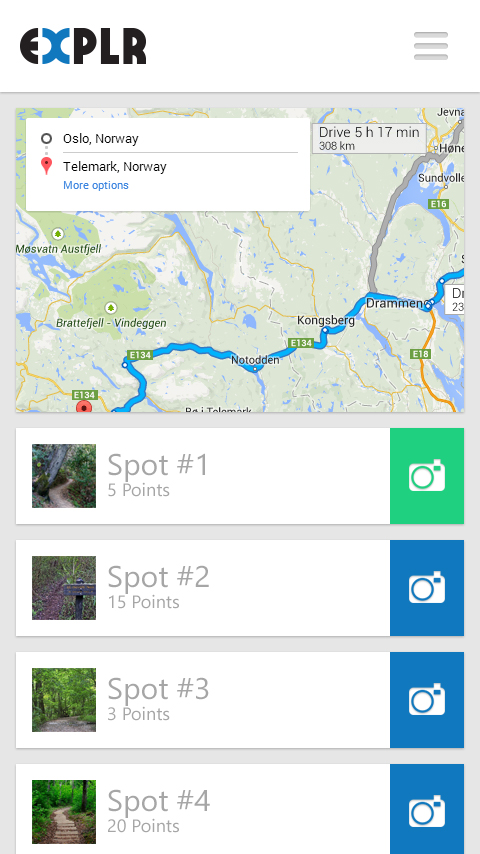 EXPLR
Oslo, Norway
Telemark, Norway
More options
Drive 5 h 17 min
308 km
Jevna
Høne
Sundvolle
E16
Møsvatn Austfjell
Brattefjell - Vindeggen
Kongsberg
Drammen
Dr
23
E134
E134
Notodden
E18
E134
Bø i Telemark
Spot #1
5 Points
Spot #2
15 Points
Spot #3
3 Points
Spot #4
20 Points